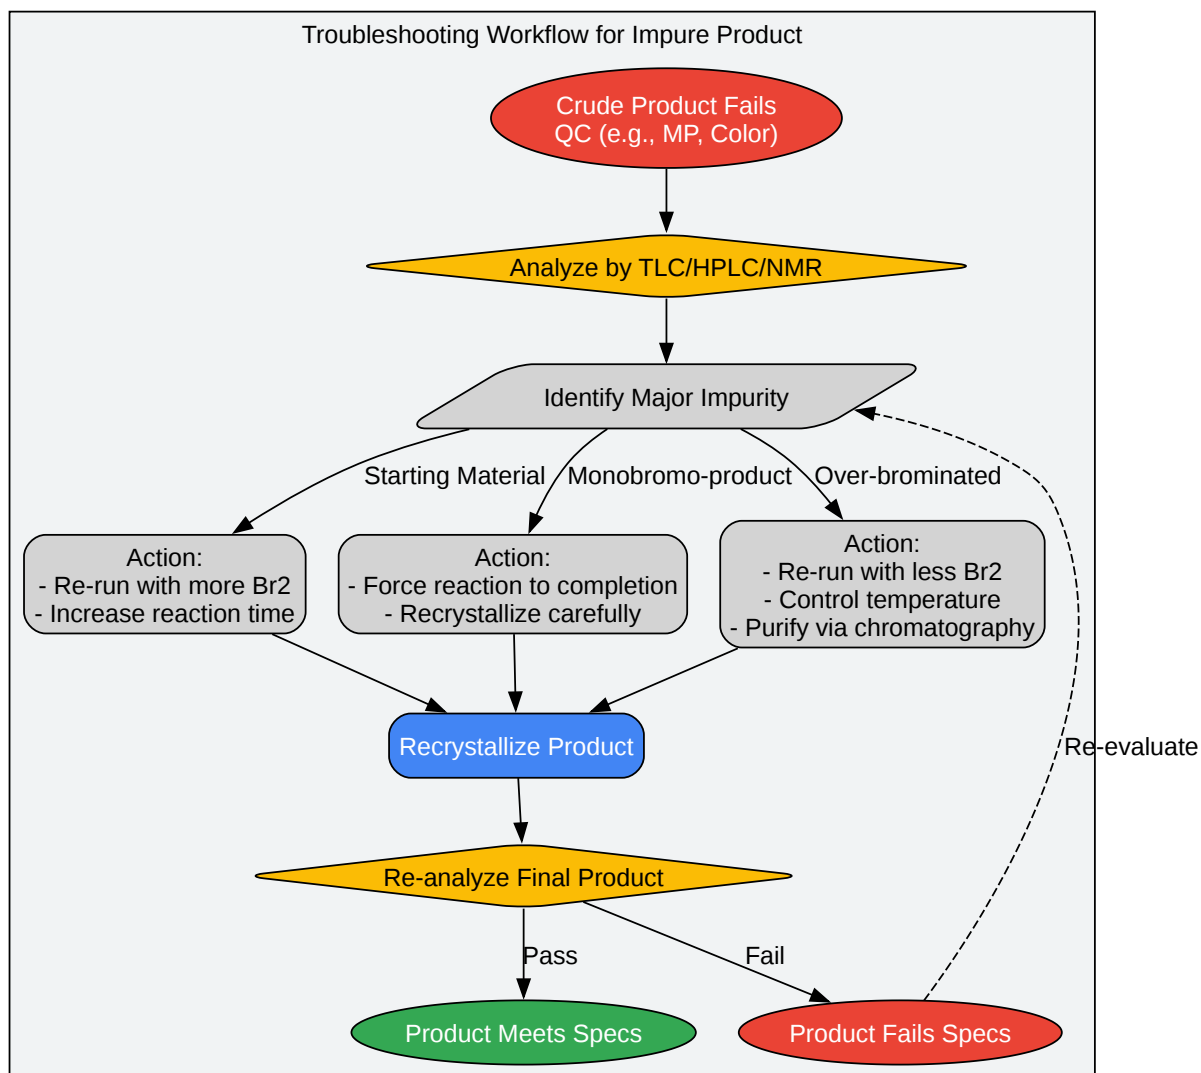 Troubleshooting Workflow for Impure Product
Crude Product Fails
QC (e.g., MP, Color)
Analyze by TLC/HPLC/NMR
Identify Major Impurity
Starting Material
Monobromo-product
Over-brominated
Action:
- Re-run with more Br2
- Increase reaction time
Action:
- Force reaction to completion
- Recrystallize carefully
Action:
- Re-run with less Br2
- Control temperature
- Purify via chromatography
Recrystallize Product
Re-evaluate
Re-analyze Final Product
Pass
Fail
Product Meets Specs
Product Fails Specs